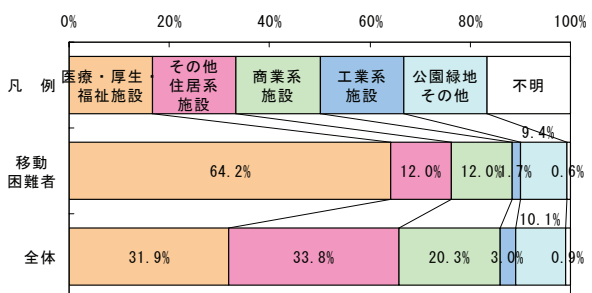 0% 20% 40% 60% 80% 100%
凡 例
医療・厚生・
福祉施設
その他
住居系
施設
商業系
施設
工業系
施設
公園緑地
その他
不明
9.4%
移動
困難者
64.2% 12.0% 12.0% 1.7% 0.6%
10.1%
全体 31.9% 33.8% 20.3% 3.0% 0.9%